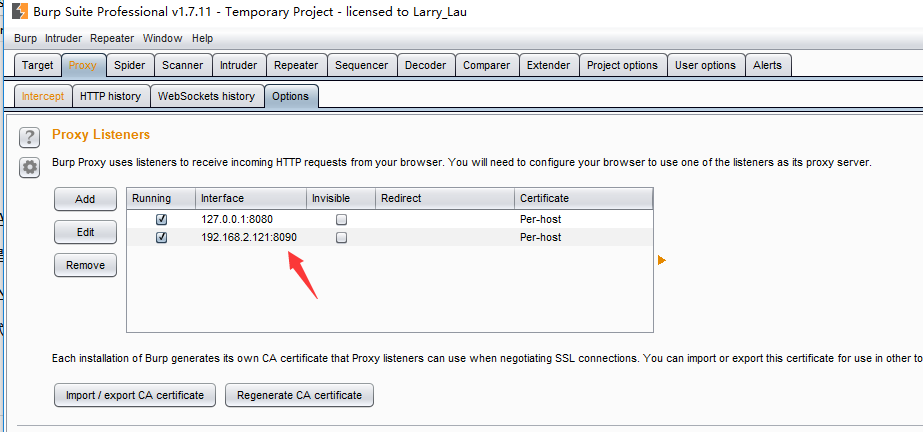 Burp Suite Professional v1.7.11 - Temporary Project - licensed to Larry_Lau
Burp Intruder Repeater Window Help
Target Proxy Spider Scanner Intruder Repeater Sequencer Decoder Comparer Extender Project options User options Alerts
Intercept HTTP history WebSockets history Options
? Proxy Listeners
Burp Proxy uses listeners to receive incoming HTTP requests from your browser. You will need to configure your browser to use one of the listeners as its proxy server.
Add Running Interface Invisible Redirect Certificate
127.0.0.1:8080 Per-host
Edit 192.168.2.121:8090 Per-host
Remove
Each installation of Burp generates its own CA certificate that Proxy listeners can use when negotiating SSL connections. You can import or export this certificate for use in other to
Import / export CA certificate Regenerate CA certificate